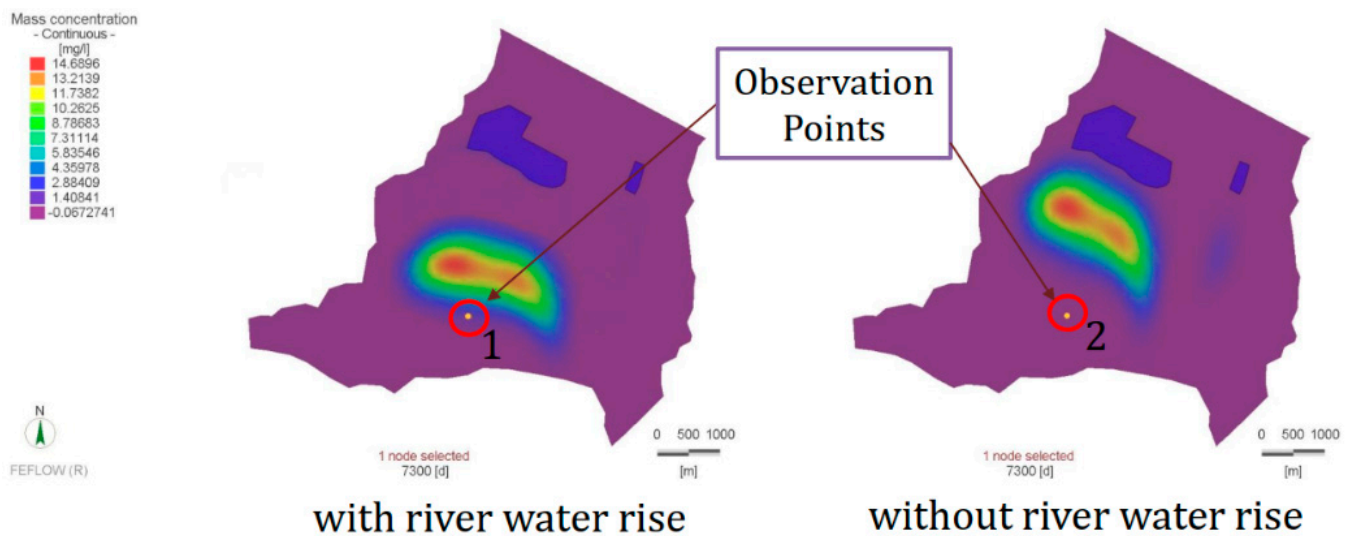 Mass concentration
- Continuous -
[mg/l]
14.6896
13.2139
11.7382
10.2625
8.78683
7.31114
5.83546
4.35978
2.88409
1.40841
-0.0672741
N
FEFLOW (R)
Observation
Points
1
2
0 500 1000
[m]
1 node selected
7300 [d]
0 500 1000
[m]
1 node selected
7300 [d]
with river water rise
without river water rise